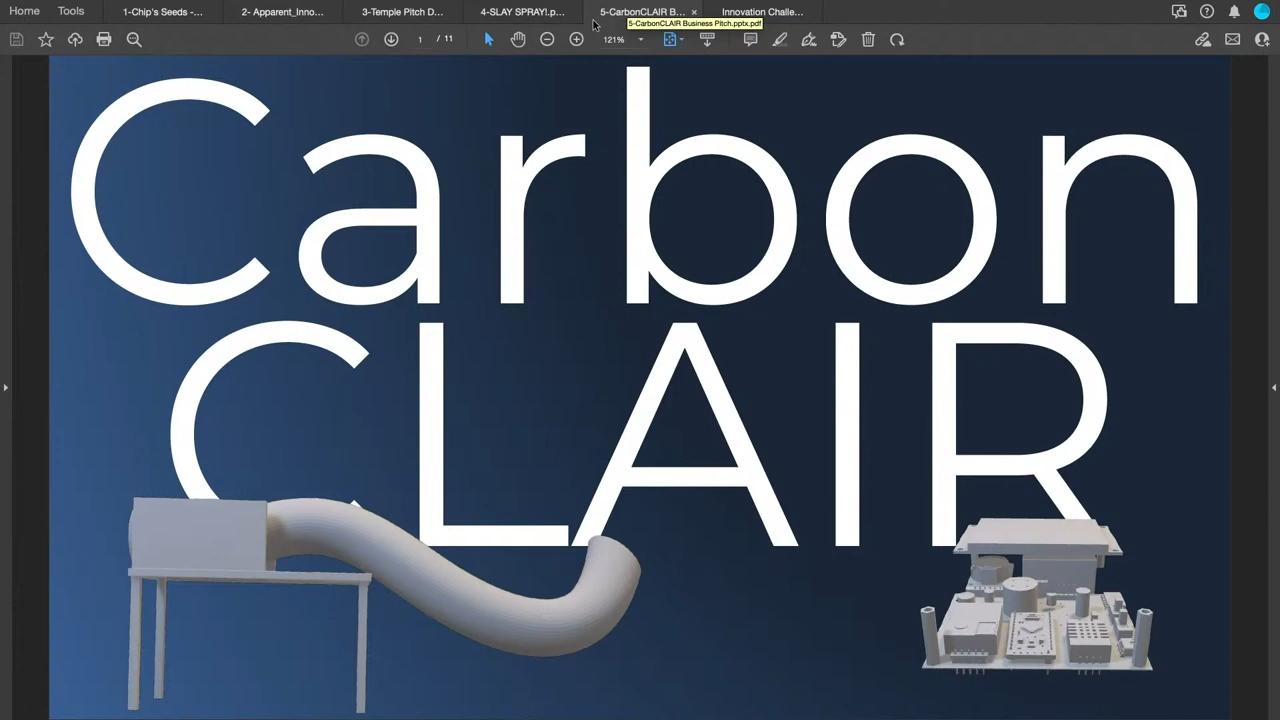 Home Tools 1-Chip's Seeds -... 2- Apparent_Inno... 3-Temple Pitch D... 4-SLAY SPRAY!.p... 5-CarbonCLAIR B... × Innovation Challe...
5-CarbonCLAIR Business Pitch.pptx.pdf
1 / 11 121%
Carbon
CLAIR